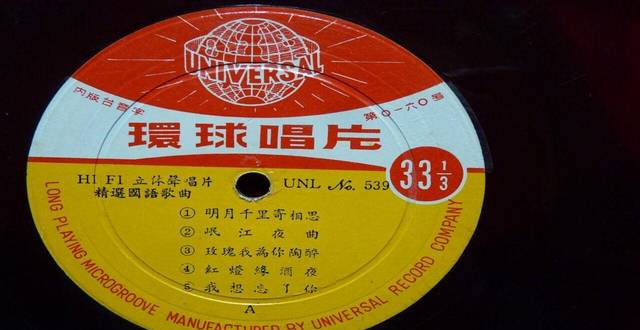 UNIVERSAL
內版台音字 第〇一六〇號
環球唱片
HI FI 立体聲唱片
精選國語歌曲
UNL No. 539
33 1/3
① 明月千里寄相思
② 岷江夜曲
③ 玫瑰我為你陶醉
④ 紅燈綠酒夜
5 我想忘了你
A
LONG PLAYING MICROGROOVE MANUFACTURED BY UNIVERSAL RECORD COMPANY